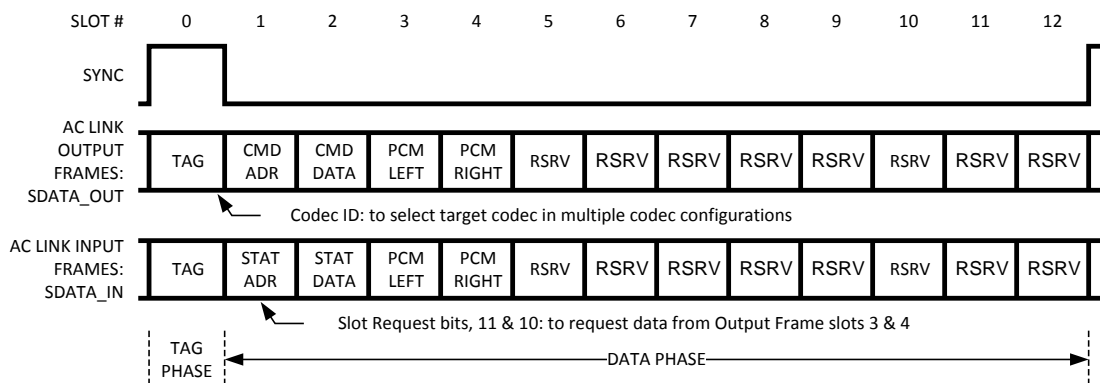 SLOT # 0 1 2 3 4 5 6 7 8 9 10 11 12
SYNC
AC LINK
OUTPUT
FRAMES:
SDATA_OUT
TAG
CMD
ADR
CMD
DATA
PCM
LEFT
PCM
RIGHT
RSRV
RSRV
RSRV
RSRV
RSRV
RSRV
RSRV
RSRV
Codec ID: to select target codec in multiple codec configurations
AC LINK INPUT
FRAMES:
SDATA_IN
TAG
STAT
ADR
STAT
DATA
PCM
LEFT
PCM
RIGHT
RSRV
RSRV
RSRV
RSRV
RSRV
RSRV
RSRV
RSRV
Slot Request bits, 11 & 10: to request data from Output Frame slots 3 & 4
TAG
PHASE
DATA PHASE